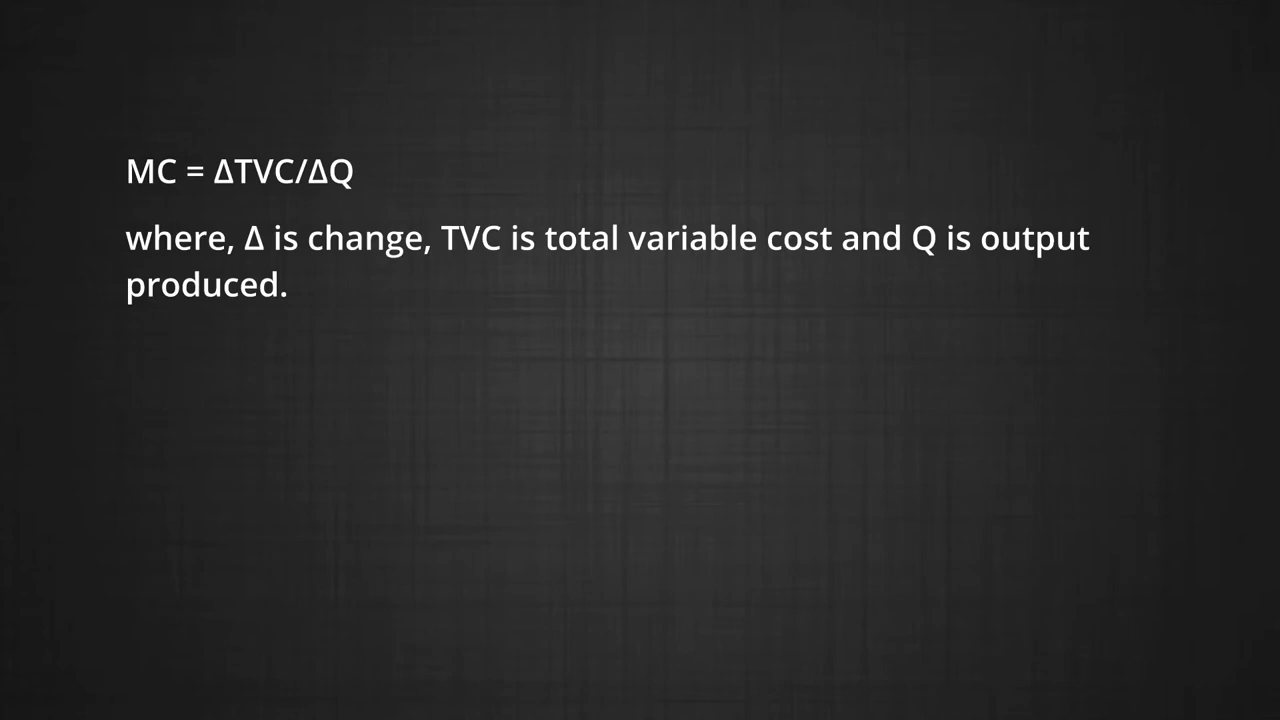 MC = ΔTVC/ΔQ
where, Δ is change, TVC is total variable cost and Q is output
produced.